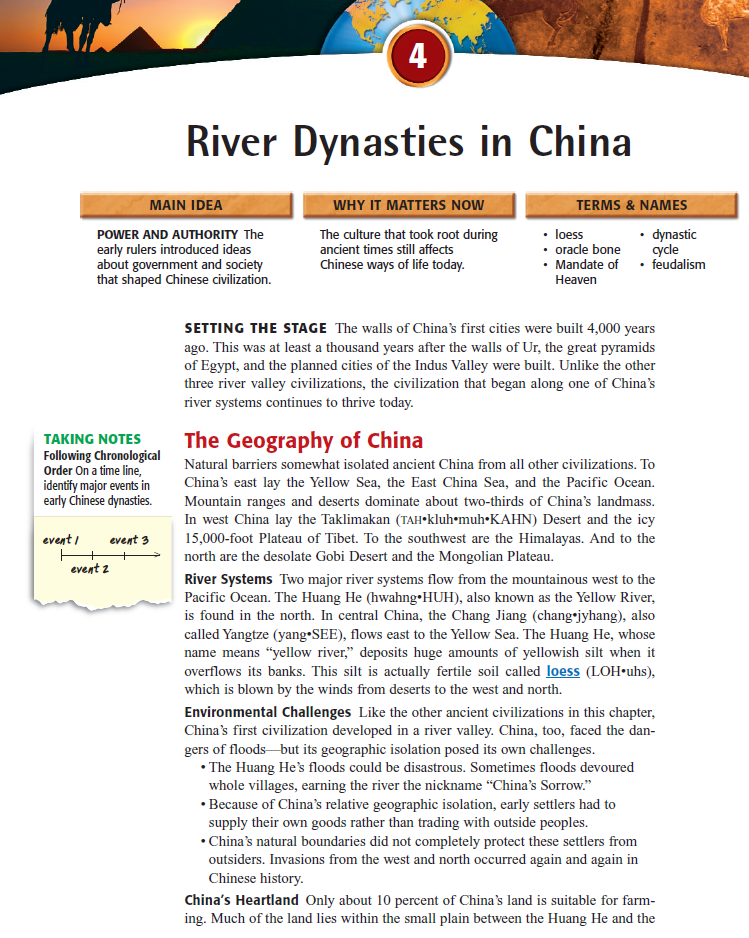 4
River Dynasties in China
MAIN IDEA
WHY IT MATTERS NOW
TERMS & NAMES
POWER AND AUTHORITY The
early rulers introduced ideas
about government and society
that shaped Chinese civilization.
The culture that took root during
ancient times still affects
Chinese ways of life today.
• loess
• oracle bone
• Mandate of
Heaven
• dynastic
cycle
• feudalism
SETTING THE STAGE The walls of China’s first cities were built 4,000 years
ago. This was at least a thousand years after the walls of Ur, the great pyramids
of Egypt, and the planned cities of the Indus Valley were built. Unlike the other
three river valley civilizations, the civilization that began along one of China’s
river systems continues to thrive today.
TAKING NOTES
Following Chronological
Order On a time line,
identify major events in
early Chinese dynasties.
event 1
event 3
event 2
The Geography of China
Natural barriers somewhat isolated ancient China from all other civilizations. To
China’s east lay the Yellow Sea, the East China Sea, and the Pacific Ocean.
Mountain ranges and deserts dominate about two-thirds of China’s landmass.
In west China lay the Taklimakan (TAH•kluh•muh•KAHN) Desert and the icy
15,000-foot Plateau of Tibet. To the southwest are the Himalayas. And to the
north are the desolate Gobi Desert and the Mongolian Plateau.
River Systems Two major river systems flow from the mountainous west to the
Pacific Ocean. The Huang He (hwahng•HUH), also known as the Yellow River,
is found in the north. In central China, the Chang Jiang (chang•jyhang), also
called Yangtze (yang•SEE), flows east to the Yellow Sea. The Huang He, whose
name means “yellow river,” deposits huge amounts of yellowish silt when it
overflows its banks. This silt is actually fertile soil called loess (LOH•uhs),
which is blown by the winds from deserts to the west and north.
Environmental Challenges Like the other ancient civilizations in this chapter,
China’s first civilization developed in a river valley. China, too, faced the dan-
gers of floods—but its geographic isolation posed its own challenges.
• The Huang He’s floods could be disastrous. Sometimes floods devoured
whole villages, earning the river the nickname “China’s Sorrow.”
• Because of China’s relative geographic isolation, early settlers had to
supply their own goods rather than trading with outside peoples.
• China’s natural boundaries did not completely protect these settlers from
outsiders. Invasions from the west and north occurred again and again in
Chinese history.
China’s Heartland Only about 10 percent of China’s land is suitable for farm-
ing. Much of the land lies within the small plain between the Huang He and the